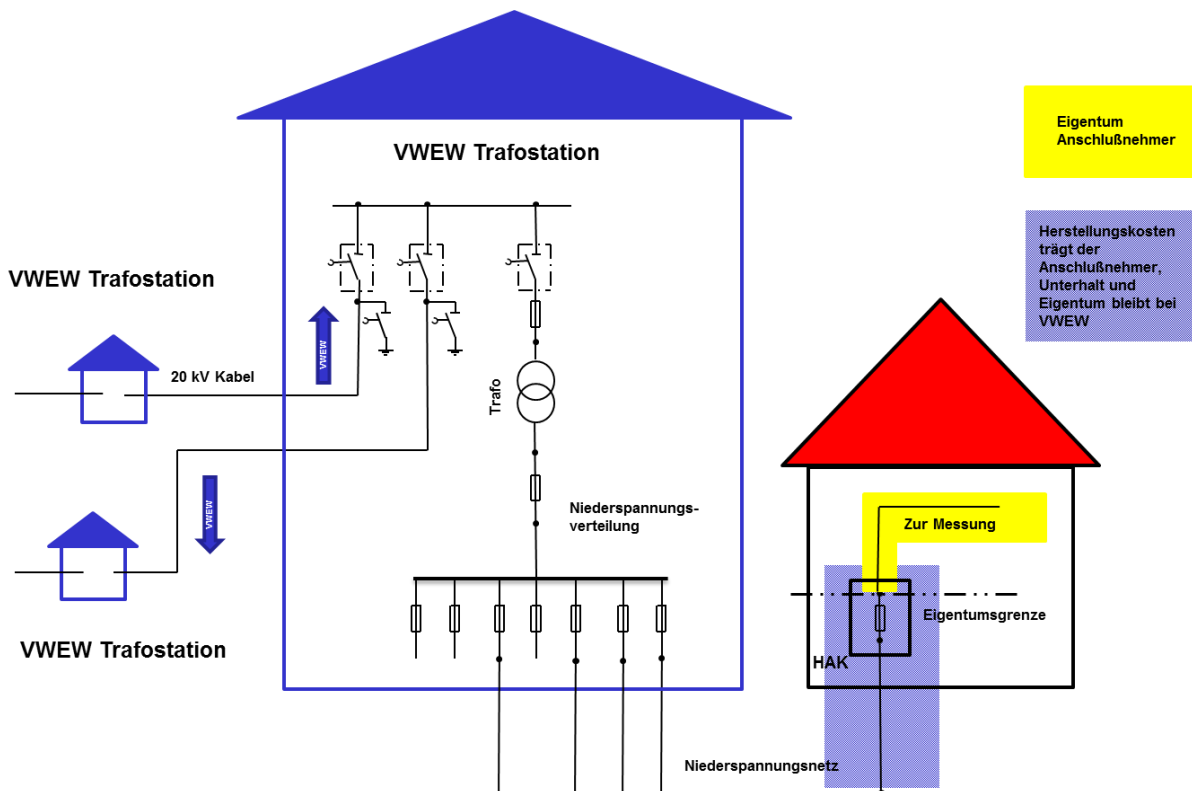 VWEW Trafostation
Eigentum
Anschlußnehmer
Herstellungskosten
trägt der
Anschlußnehmer,
Unterhalt und
Eigentum bleibt bei
VWEW
VWEW Trafostation
20 kV Kabel
VWEW
Trafo
VWEW
Niederspannungs-
verteilung
Zur Messung
Eigentumsgrenze
HAK
VWEW Trafostation
Niederspannungsnetz